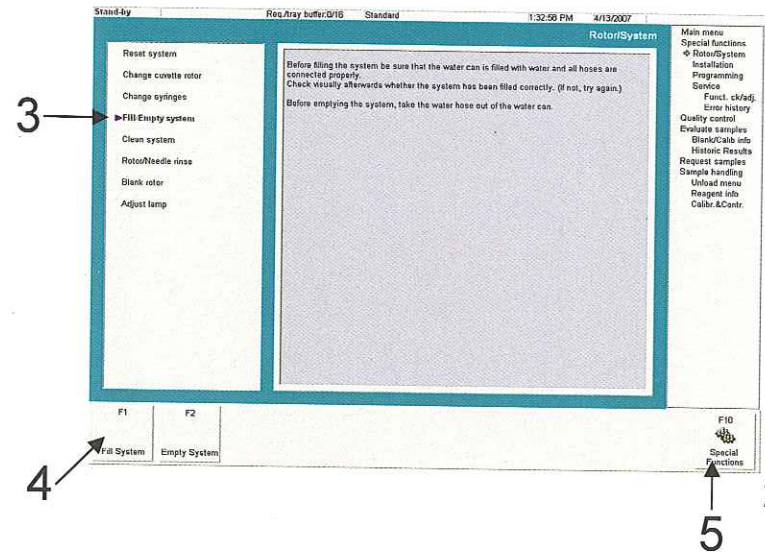 Stand-by Req./tray buffer:0/16 Standard 1:32:58 PM 4/13/2007
Rotor/System
Reset system
Change cuvette rotor
Change syringes
3
Fill/Empty system
Clean system
Rotor/Needle rinse
Blank rotor
Adjust lamp
Before filling the system be sure that the water can is filled with water and all hoses are
connected properly.
Check visually afterwards whether the system has been filled correctly. (If not, try again.)
Before emptying the system, take the water hose out of the water can.
Main menu
Special functions
Rotor/System
Installation
Programming
Service
Funct. ck/adj.
Error history
Quality control
Evaluate samples
Blank/Calib info
Historic Results
Request samples
Sample handling
Unload menu
Reagent info
Calibr.&Contr.
F1
Fill System
F2
Empty System
F10
Special
Functions
4
5